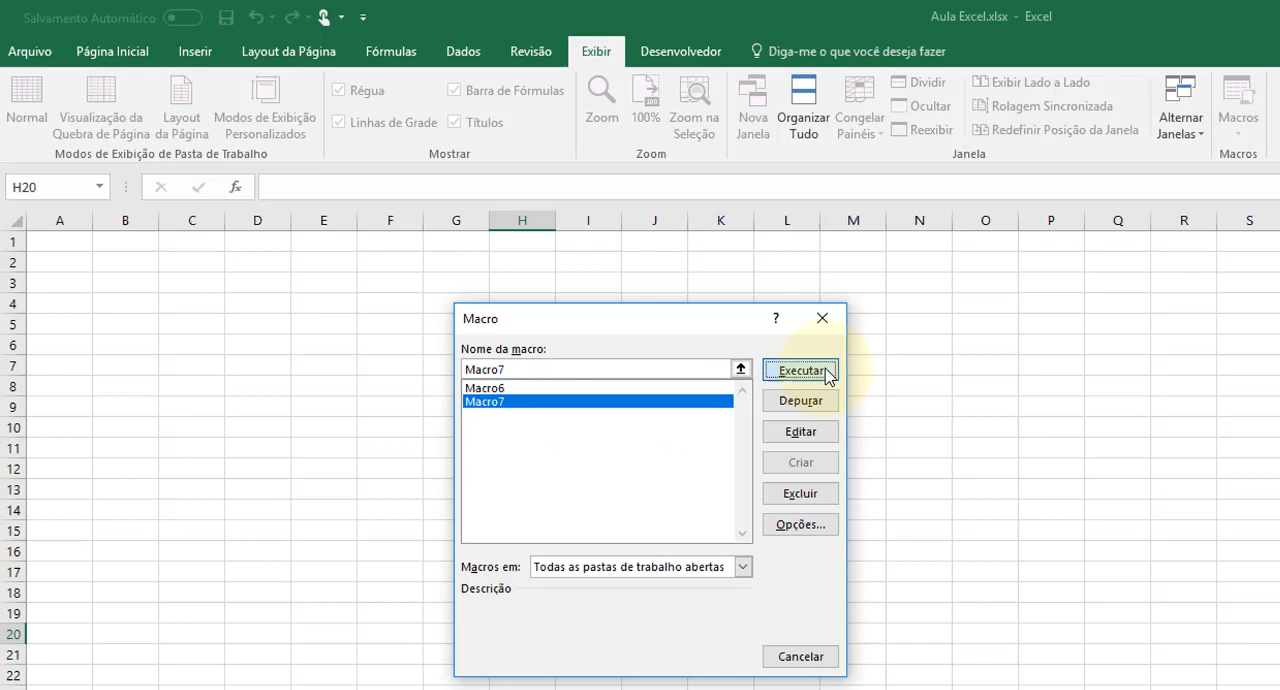 Salvamento Automático
Aula Excel.xlsx - Excel
Arquivo Página Inicial Inserir Layout da Página Fórmulas Dados Revisão Exibir Desenvolvedor Diga-me o que você deseja fazer
Normal
Visualização da
Quebra de Página
Layout
da Página
Modos de Exibição
Personalizados
Modos de Exibição de Pasta de Trabalho
Régua
Barra de Fórmulas
Linhas de Grade
Títulos
Mostrar
Zoom
100
100%
Zoom na
Seleção
Zoom
Nova
Janela
Organizar
Tudo
Congelar
Painéis
Dividir
Ocultar
Reexibir
Exibir Lado a Lado
Rolagem Sincronizada
Redefinir Posição da Janela
Alternar
Janelas
Janela
Macros
Macros
H20
fx
A B C D E F G H I J K L M N O P Q R S
1
2
3
4
5
6
7
8
9
10
11
12
13
14
15
16
17
18
19
20
21
22
Macro ?
Nome da macro:
Macro7
Macro6
Macro7
Executar
Depurar
Editar
Criar
Excluir
Opções...
Macros em: Todas as pastas de trabalho abertas
Descrição
Cancelar